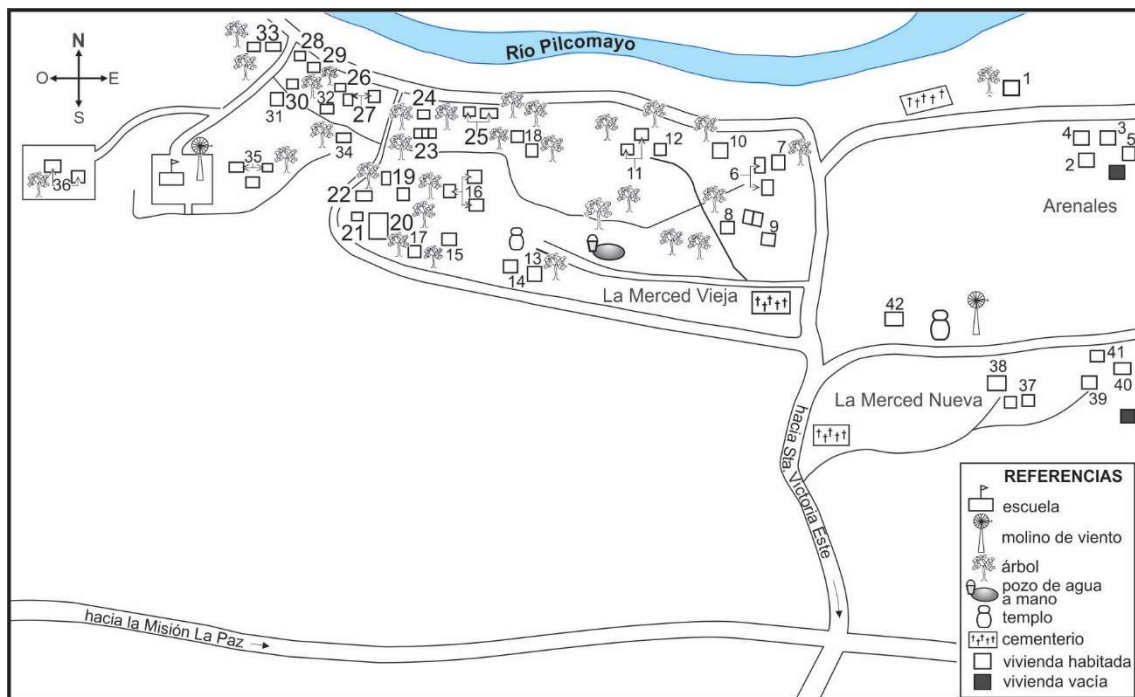 Río Pilcomayo
N
O
E
S
33
28
29
26
30
31
32
27
24
25
18
23
34
35
36
22
19
16
21
20
17
15
14
13
11
12
10
6
7
8
9
1
4
3
5
2
Arenales
La Merced Vieja
42
La Merced Nueva
38
37
41
40
39
hacia Sta. Victoria Este
hacia la Misión La Paz
REFERENCIAS
escuela
molino de viento
árbol
pozo de agua
a mano
templo
cementerio
vivienda habitada
vivienda vacía